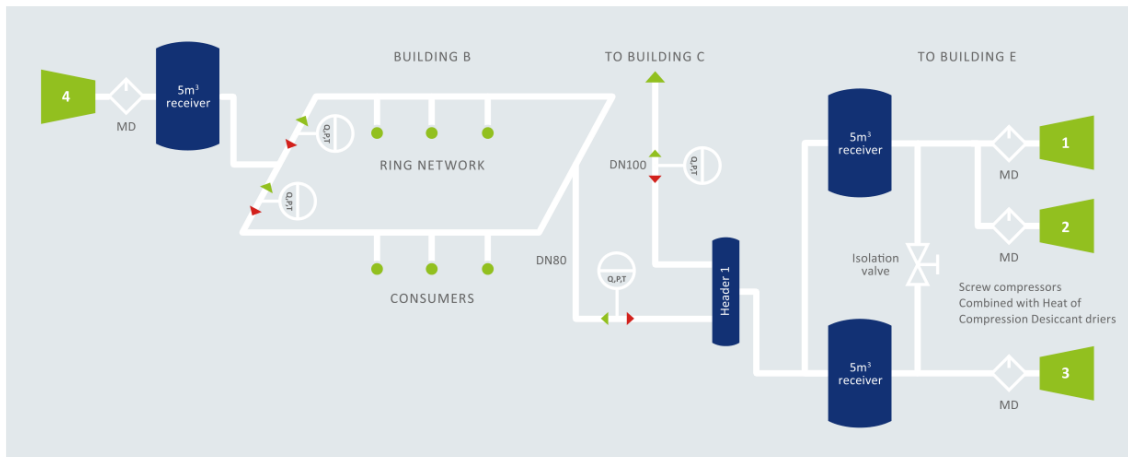 BUILDING B
TO BUILDING C
TO BUILDING E
4
MD
5m³
receiver
Q,P,T
Q,P,T
RING NETWORK
CONSUMERS
DN80
Q,P,T
DN100
Q,P,T
Header 1
5m³
receiver
MD
1
MD
2
Isolation
valve
Screw compressors
Combined with Heat of
Compression Desiccant driers
5m³
receiver
MD
3